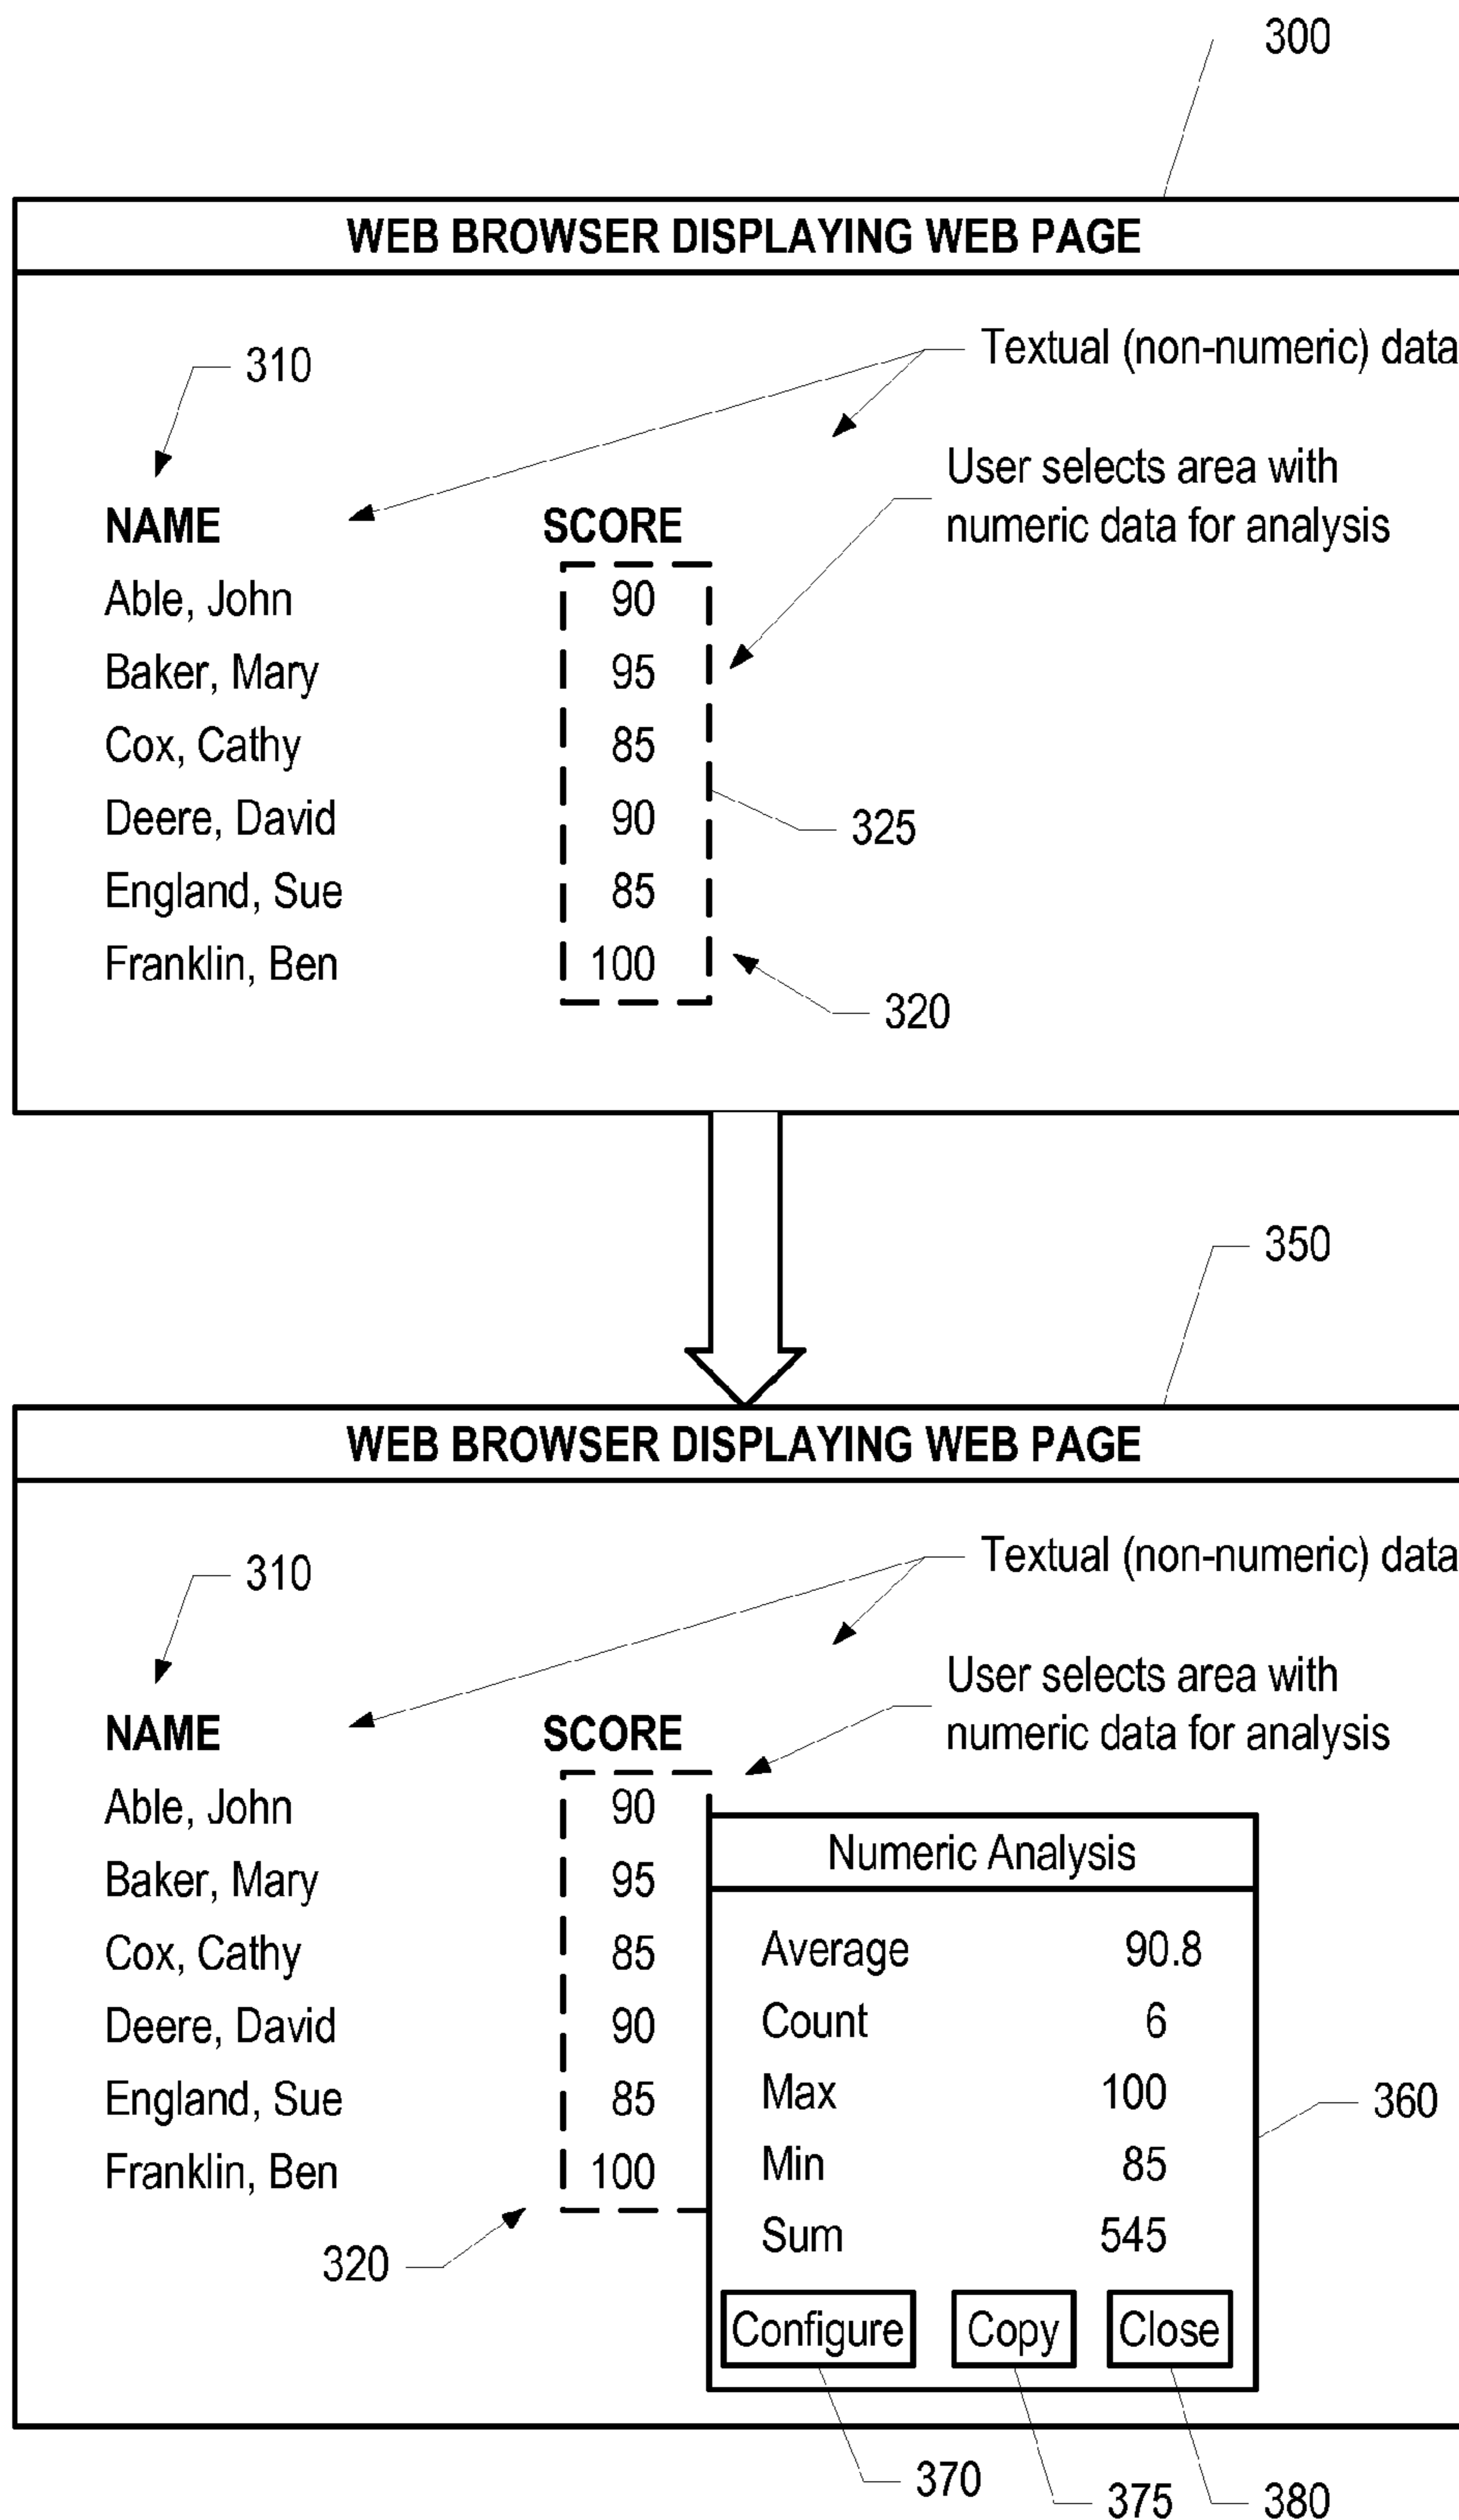 300
WEB BROWSER DISPLAYING WEB PAGE
310
Textual (non-numeric) data
User selects area with
numeric data for analysis
NAME SCORE
Able, John 90
Baker, Mary 95
Cox, Cathy 85
Deere, David 90
325
England, Sue 85
Franklin, Ben 100
320
350
WEB BROWSER DISPLAYING WEB PAGE
310
Textual (non-numeric) data
User selects area with
numeric data for analysis
NAME SCORE
Able, John 90
Baker, Mary 95
Cox, Cathy 85
Deere, David 90
England, Sue 85
Franklin, Ben 100
320
Numeric Analysis
Average 90.8
Count 6
Max 100
Min 85
Sum 545
360
Configure Copy Close
370
375
380